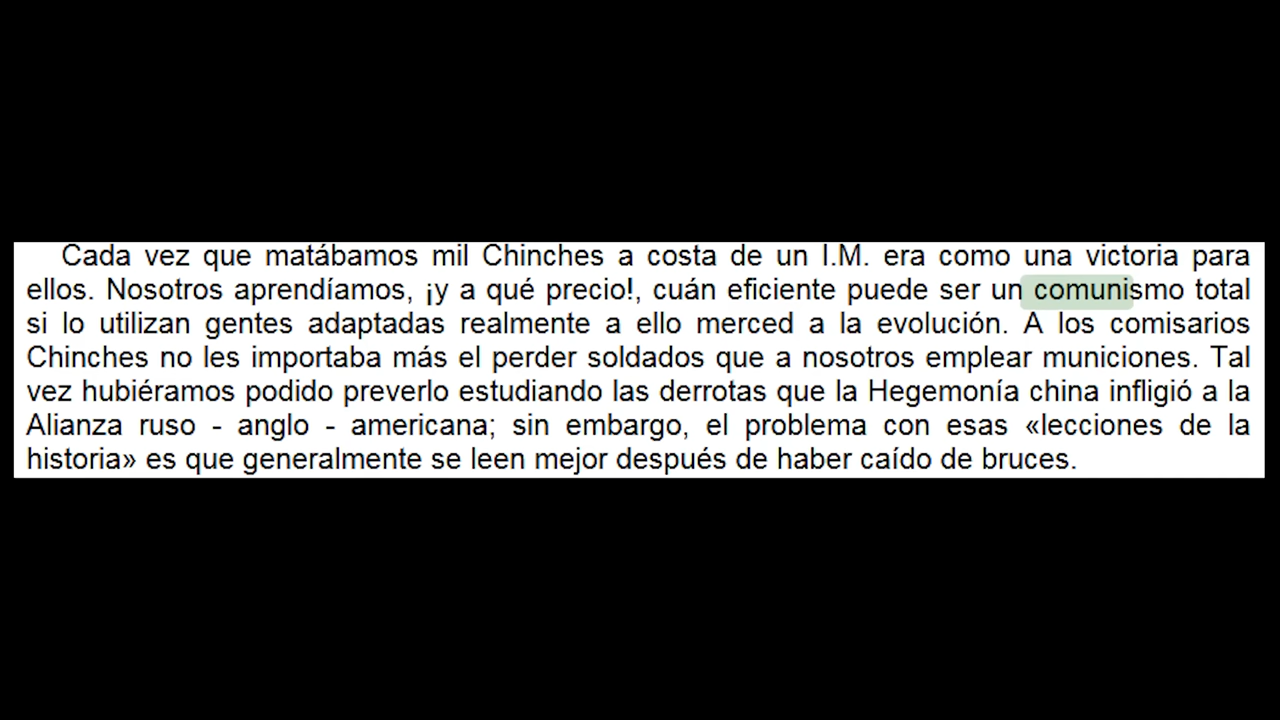 Cada vez que matábamos mil Chinches a costa de un I.M. era como una victoria para
ellos. Nosotros aprendíamos, ¡y a qué precio!, cuán eficiente puede ser un comunismo total
si lo utilizan gentes adaptadas realmente a ello merced a la evolución. A los comisarios
Chinches no les importaba más el perder soldados que a nosotros emplear municiones. Tal
vez hubiéramos podido preverlo estudiando las derrotas que la Hegemonía china infligió a la
Alianza ruso - anglo - americana; sin embargo, el problema con esas «lecciones de la
historia» es que generalmente se leen mejor después de haber caído de bruces.